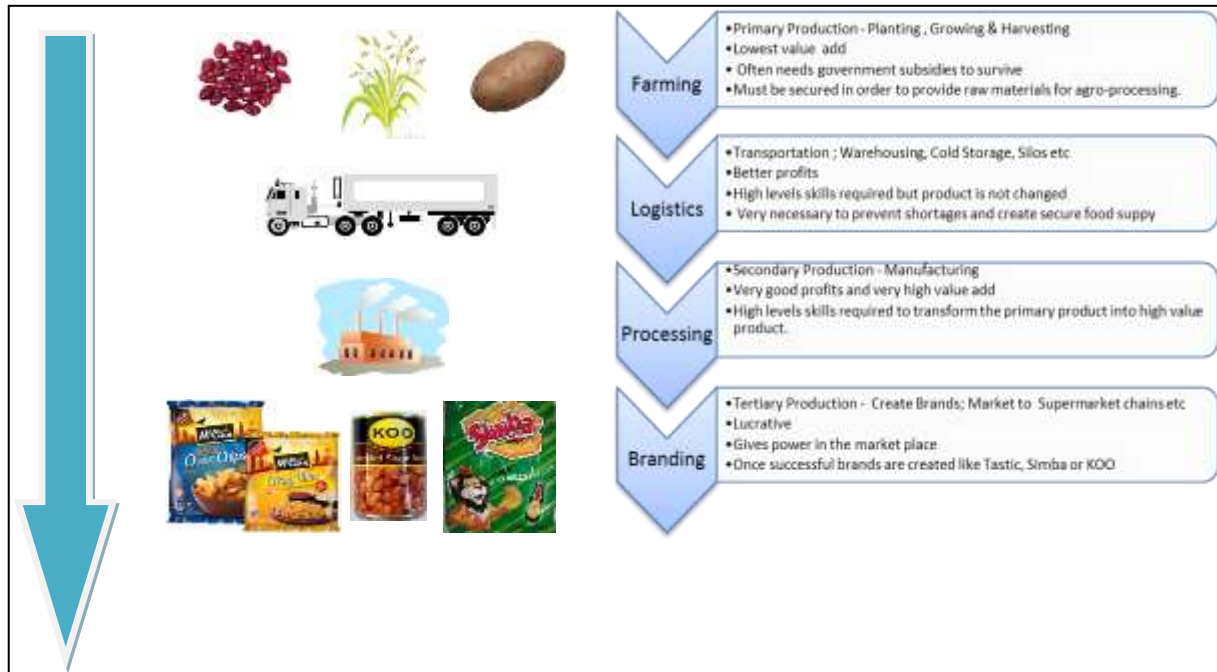 Farming
•Primary Production - Planting , Growing & Harvesting
•Lowest value add
• Often needs government subsidies to survive
•Must be secured in order to provide raw materials for agro-processing.
Logistics
•Transportation ; Warehousing, Cold Storage, Silos etc
•Better profits
•High levels skills required but product is not changed
• Very necessary to prevent shortages and create secure food suppy
Processing
•Secondary Production - Manufacturing
•Very good profits and very high value add
•High levels skills required to transform the primary product into high value
product.
Branding
•Tertiary Production - Create Brands; Market to Supermarket chains etc
•Lucrative
•Gives power in the market place
•Once successful brands are created like Tastic, Simba or KOO
KOO
Simba